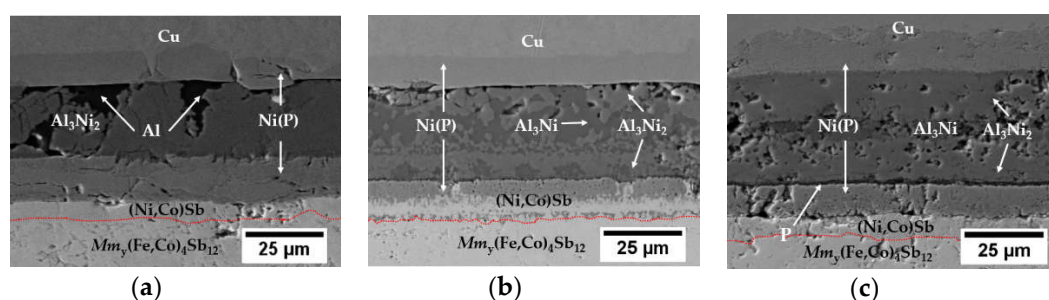 Cu
Al₃Ni₂
Al
Ni(P)
(Ni,Co)Sb
Mmy(Fe,Co)₄Sb₁₂
25 µm
(a)
Cu
Ni(P)
Al₃Ni
Al₃Ni₂
(Ni,Co)Sb
Mmy(Fe,Co)₄Sb₁₂
25 µm
(b)
Cu
Ni(P)
Al₃Ni
Al₃Ni₂
P
(Ni,Co)Sb
Mmy(Fe,Co)₄Sb₁₂
25 µm
(c)